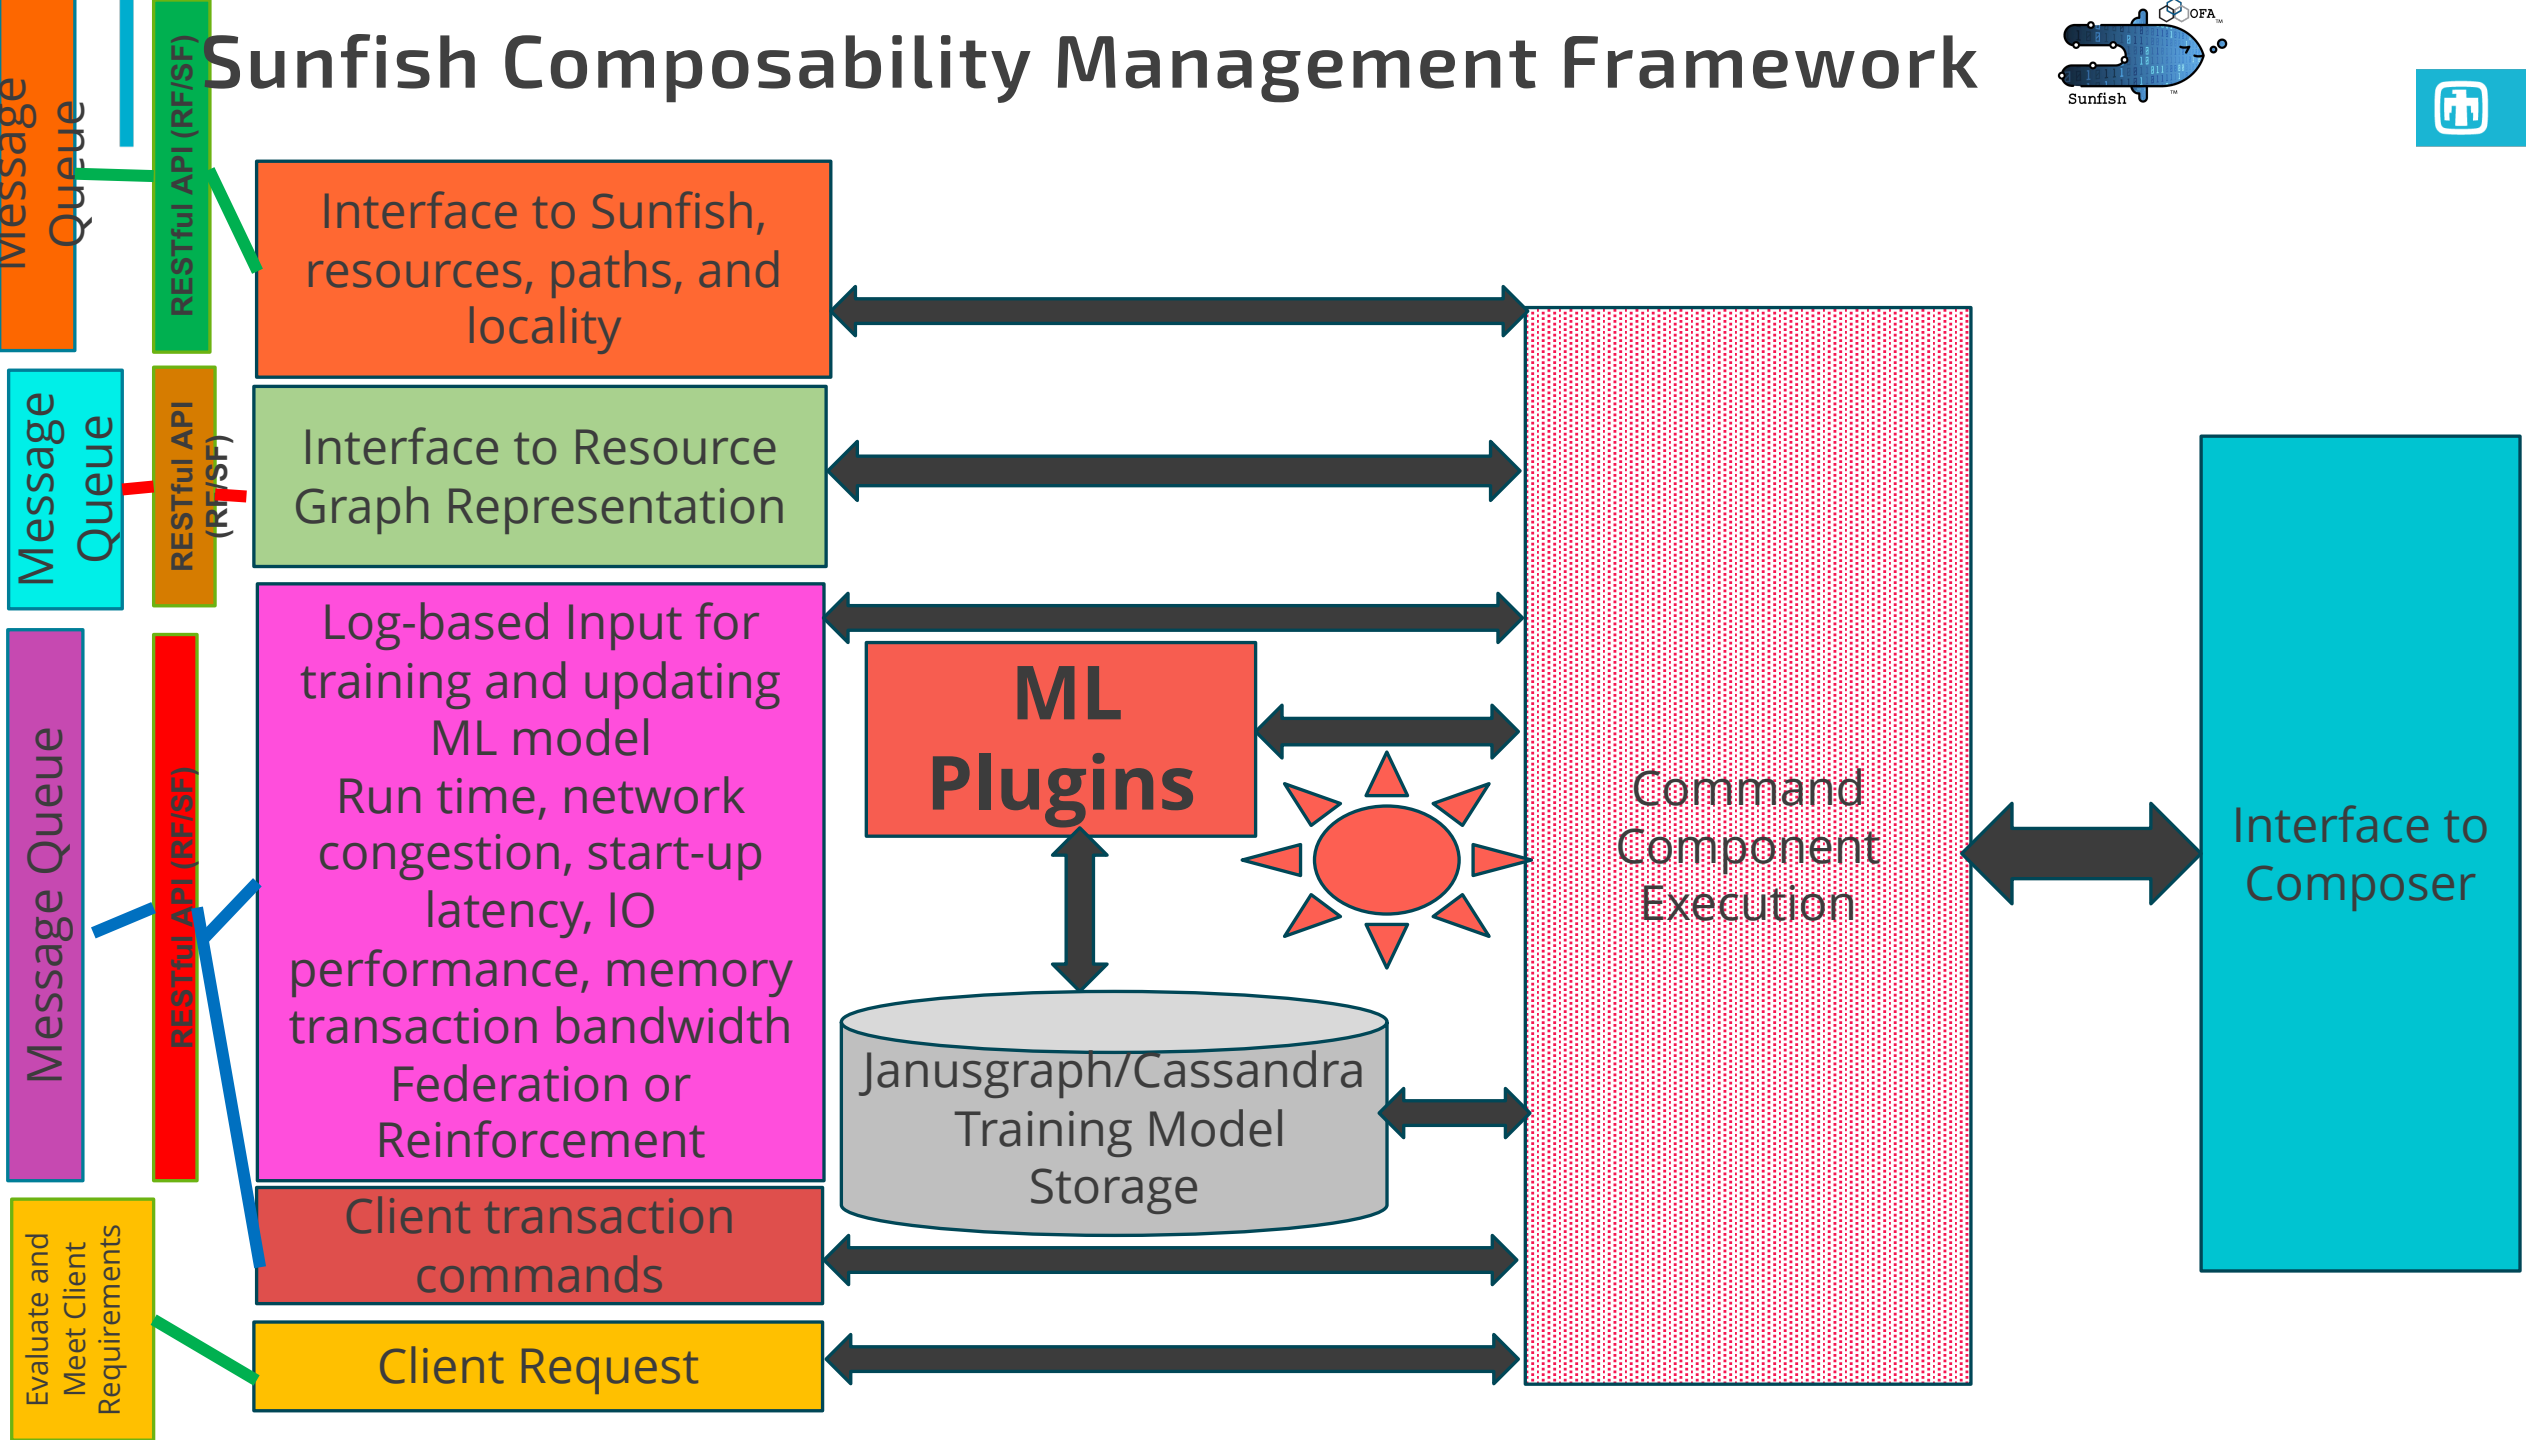 Sunfish Composability Management Framework
OFA™
Sunfish
™
Message
Queue
RESTful API (RF/SF)
Interface to Sunfish,
resources, paths, and
locality
Message
Queue
RESTful API
(RF/SF)
Interface to Resource
Graph Representation
Message Queue
RESTful API (RF/SF)
Log-based Input for
training and updating
ML model
Run time, network
congestion, start-up
latency, IO
performance, memory
transaction bandwidth
Federation or
Reinforcement
ML
Plugins
Janusgraph/Cassandra
Training Model
Storage
Command
Component
Execution
Interface to
Composer
Client transaction
commands
Evaluate and
Meet Client
Requirements
Client Request